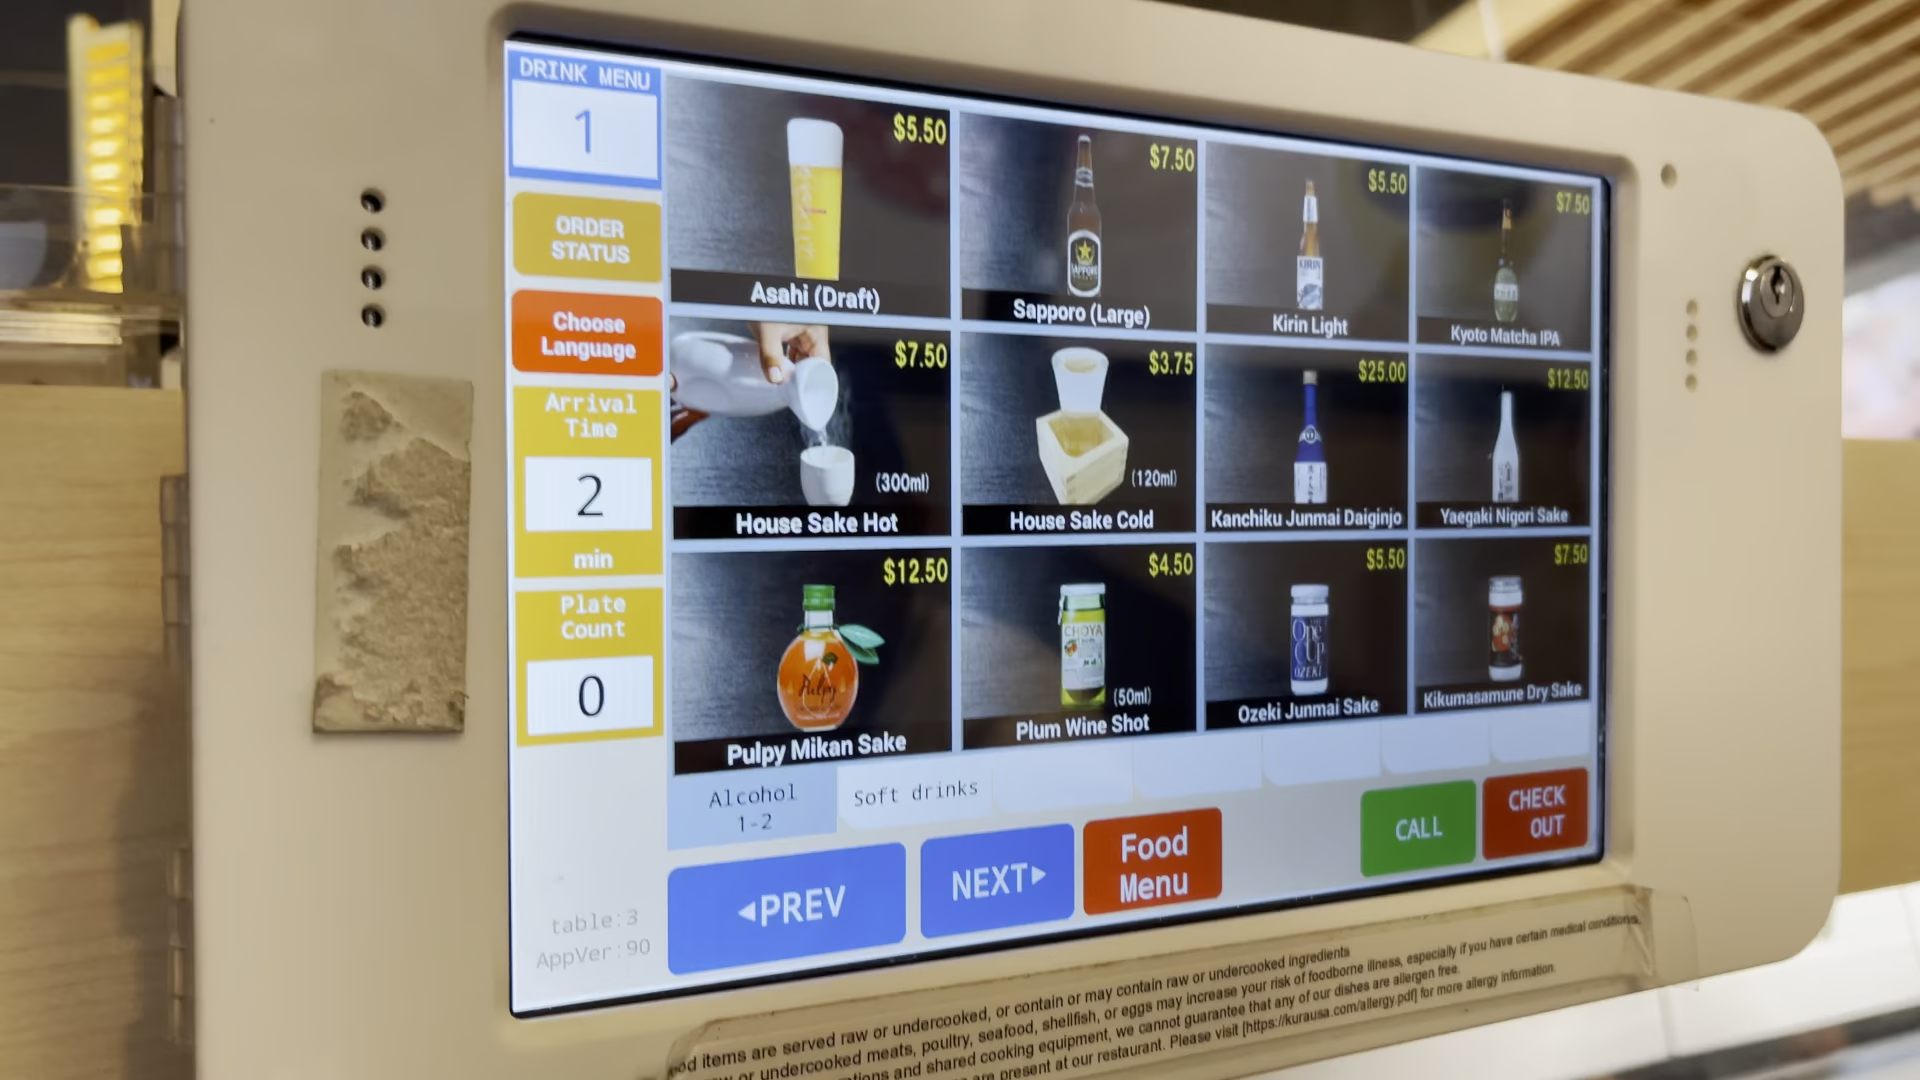 DRINK MENU
1
ORDER
STATUS
Choose
Language
Arrival
Time
2
min
Plate
Count
0
table:3
AppVer:90
$5.50
Asahi (Draft)
$7.50
SAPPORO
Sapporo (Large)
$5.50
KIRIN
Kirin Light
$7.50
Kyoto Matcha IPA
$7.50
(300ml)
House Sake Hot
$3.75
(120ml)
House Sake Cold
$25.00
Kanchiku Junmai Daiginjo
$12.50
Yaegaki Nigori Sake
$12.50
Pulpy
Pulpy Mikan Sake
$4.50
CHOYA
(50ml)
Plum Wine Shot
$5.50
One
Cup
OZEKI
Ozeki Junmai Sake
$7.50
Kikumasamune Dry Sake
Alcohol
1-2
Soft drinks
◀PREV
NEXT▶
Food
Menu
CALL
CHECK
OUT
items are served raw or undercooked, or contain or may contain raw or undercooked ingredients
or undercooked meats, poultry, seafood, shellfish, or eggs may increase your risk of foodborne illness, especially if you have certain medical conditions.
and shared cooking equipment, we cannot guarantee that any of our dishes are allergen free.
are present at our restaurant. Please visit [https://kurausa.com/allergy.pdf] for more allergy information.